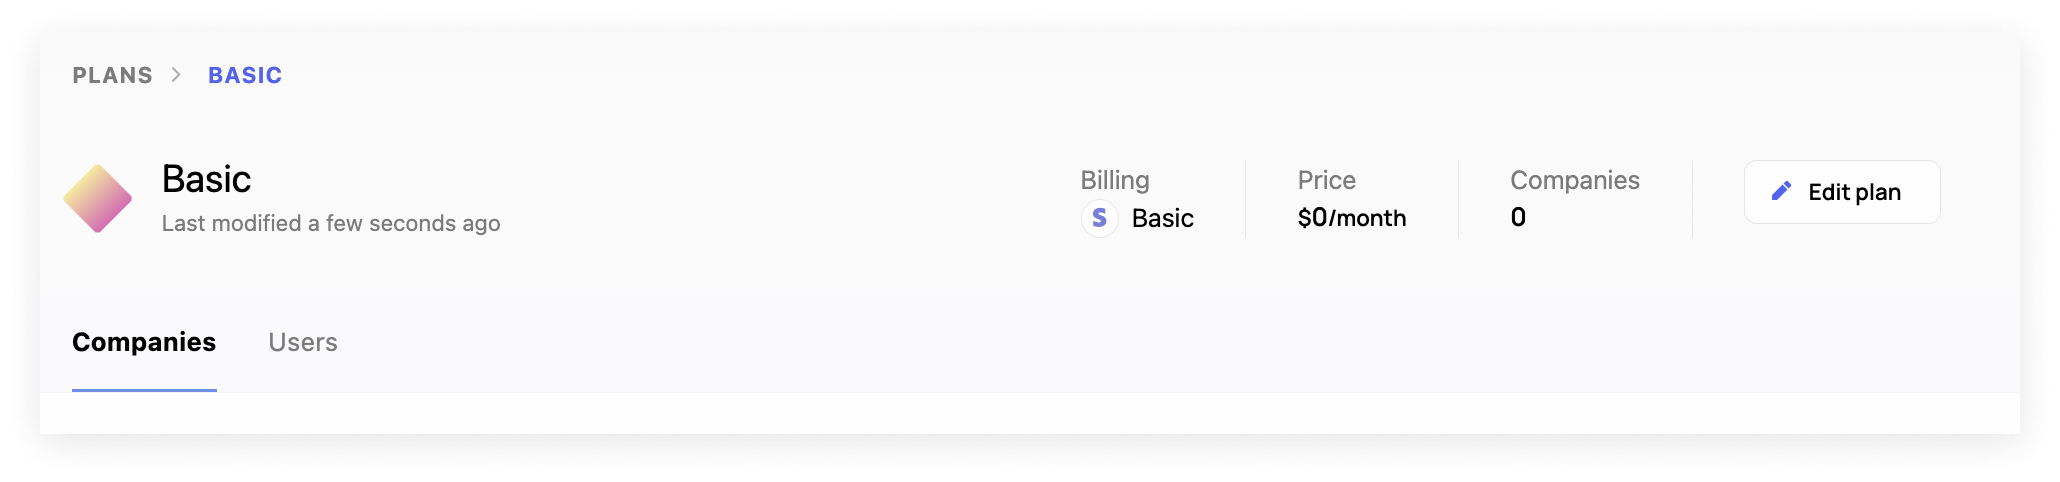 PLANS > BASIC
Basic
Last modified a few seconds ago
Billing
S Basic
Price
$0/month
Companies
0
Edit plan
Companies
Users